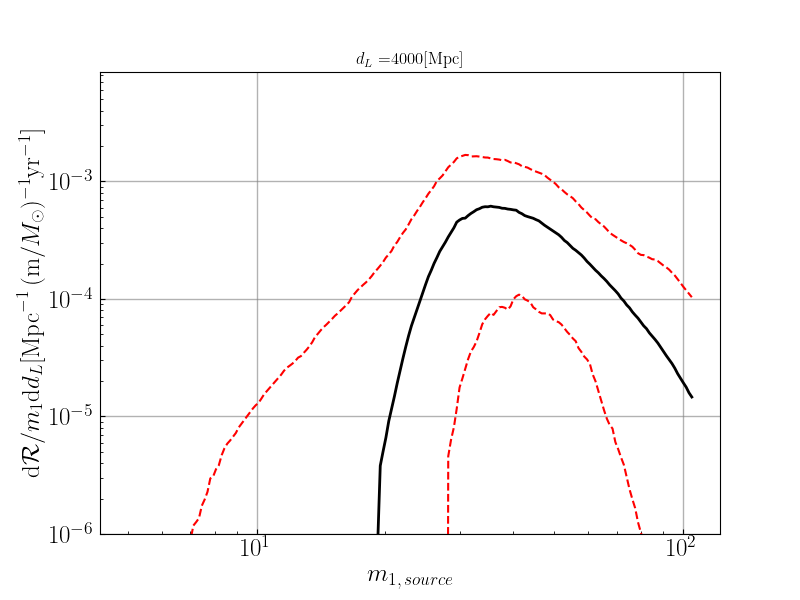 d_L =4000[Mpc]
dℛ/m_1dd_L[Mpc^{-1} (m/M_⊙)^{-1}yr^{-1}]
10^{-3}
10^{-4}
10^{-5}
10^{-6}
10^1
10^2
m_{1,source}